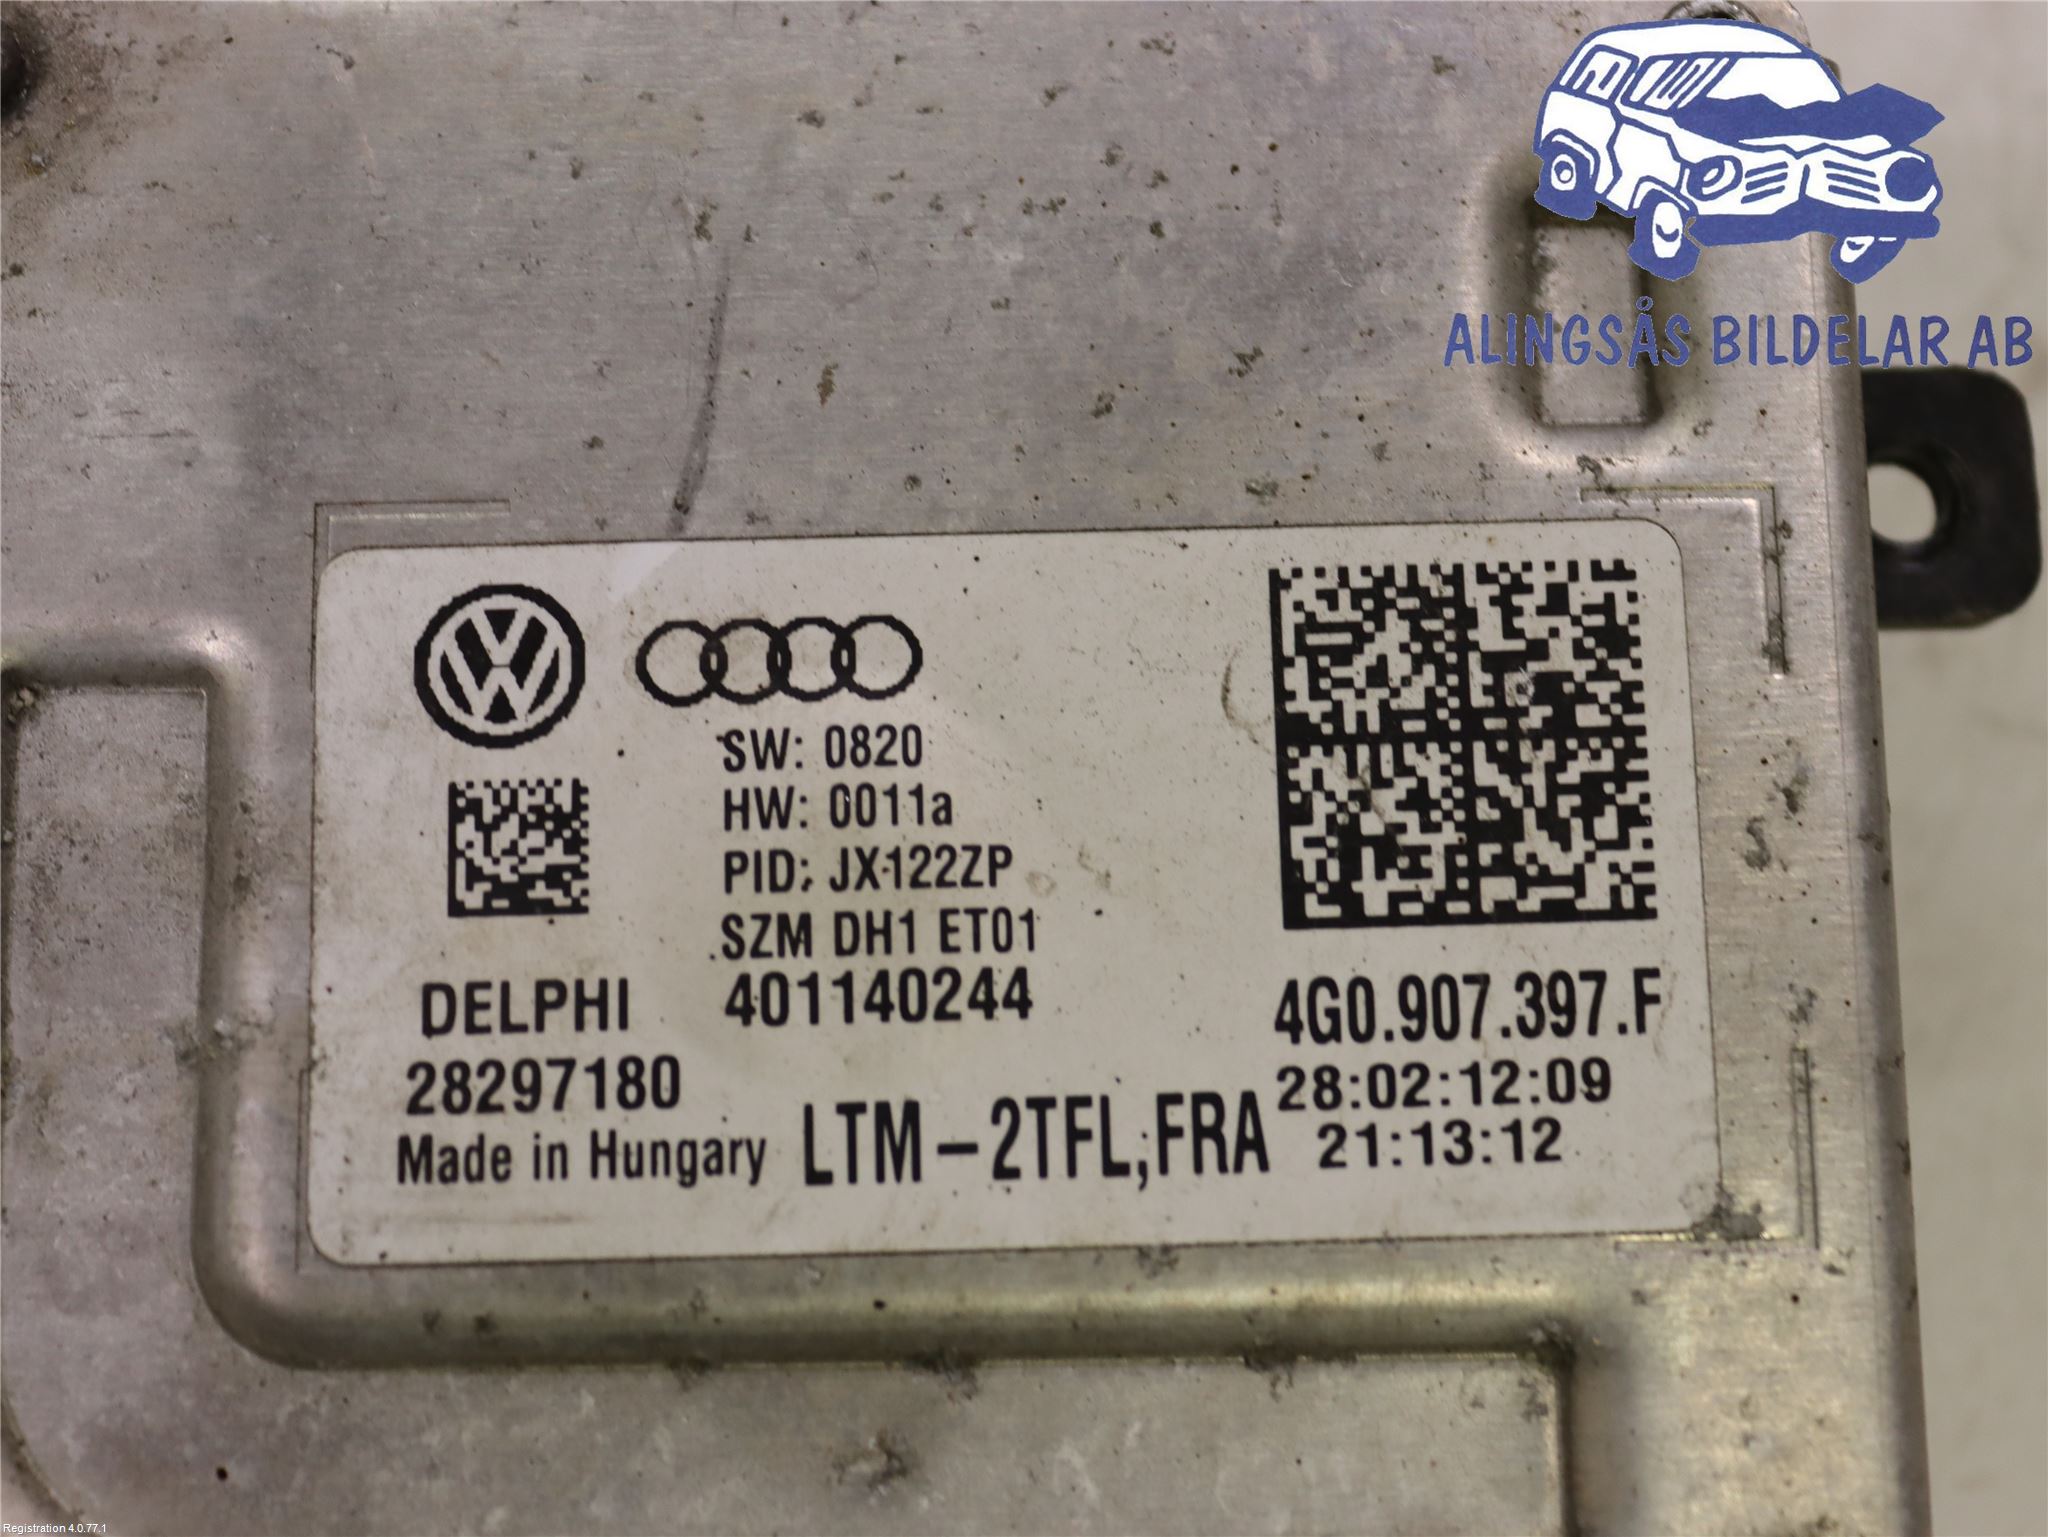 ALINGSÅS BILDELAR AB
SW: 0820
HW: 0011a
PID: JX122ZP
SZM DH1 ET01
DELPHI 401140244 4G0.907.397.F
28297180 28:02:12:09
Made in Hungary LTM-2TFL,FRA 21:13:12
Registration 4.0.77.1